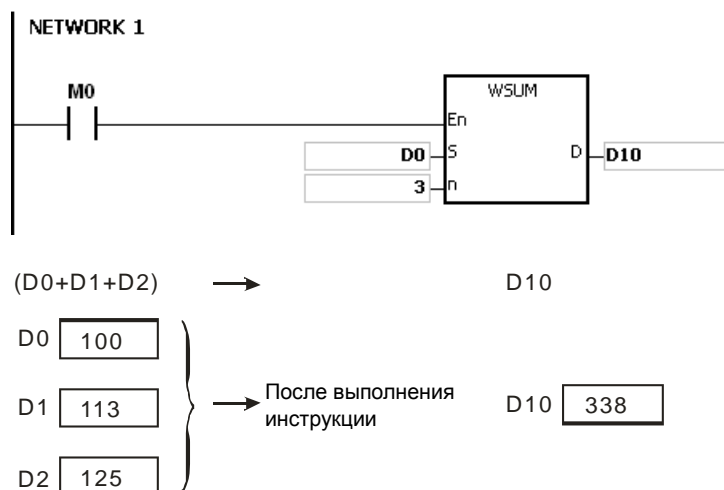 NETWORK 1
M0
WSUM
En
D0 S D D10
3 n
(D0+D1+D2) D10
D0 100
D1 113
После выполнения
инструкции
D10 338
D2 125